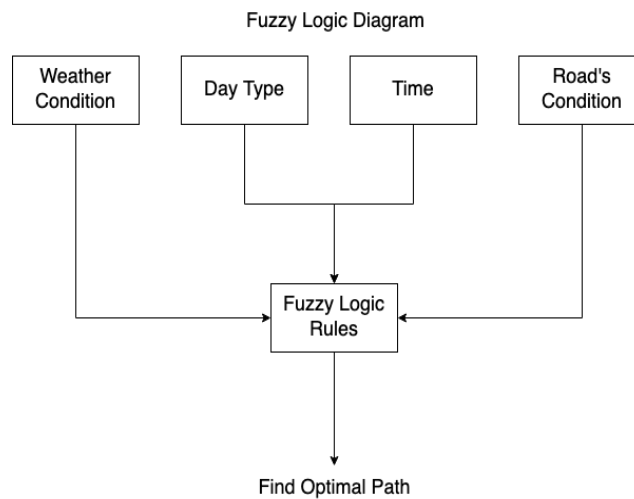 Fuzzy Logic Diagram
Weather
Condition
Day Type
Time
Road's
Condition
Fuzzy Logic
Rules
Find Optimal Path